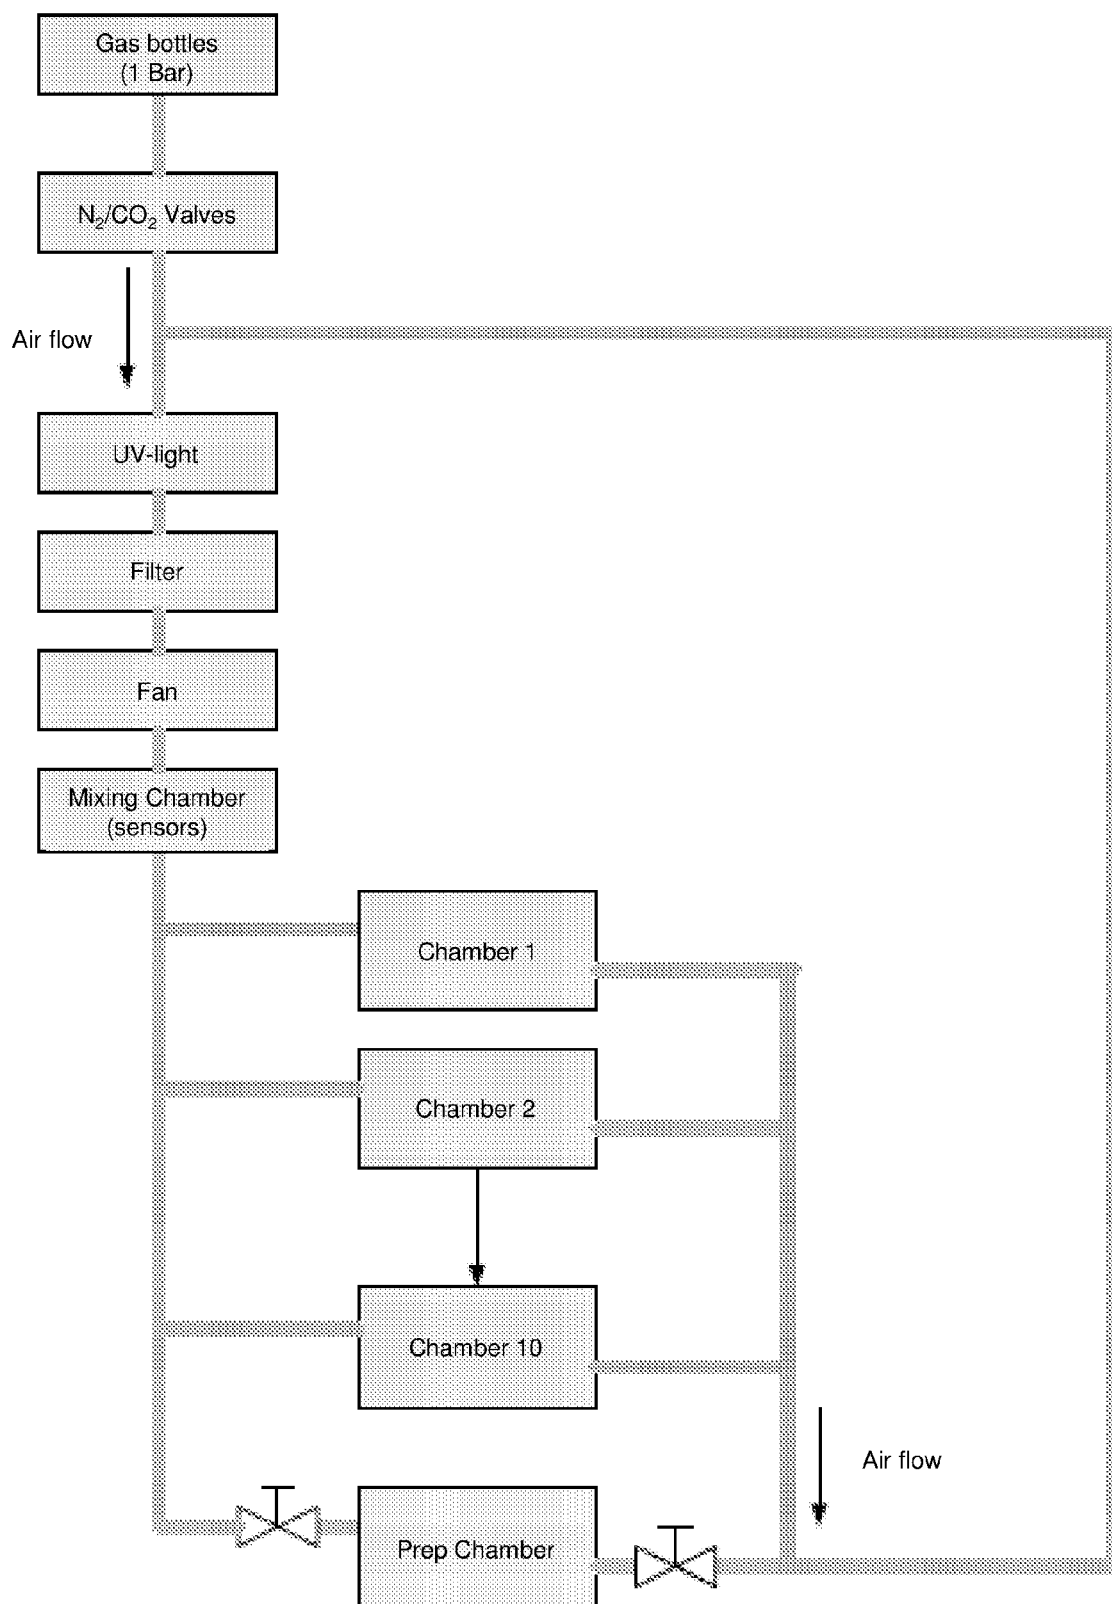 Gas bottles
(1 Bar)
N₂/CO₂ Valves
Air flow
UV-light
Filter
Fan
Mixing Chamber
(sensors)
Chamber 1
Chamber 2
Chamber 10
Air flow
Prep Chamber